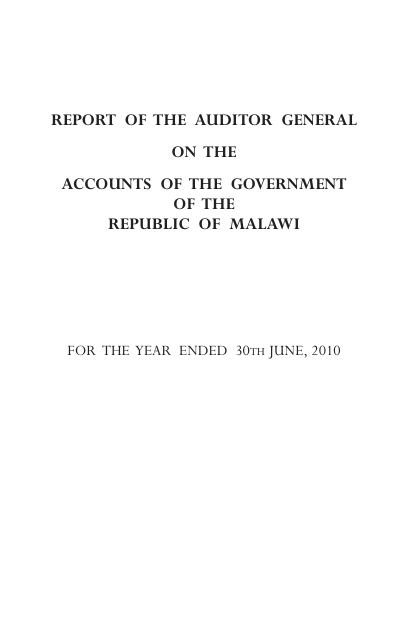 REPORT OF THE AUDITOR GENERAL
ON THE
ACCOUNTS OF THE GOVERNMENT
OF THE
REPUBLIC OF MALAWI
FOR THE YEAR ENDED 30TH JUNE, 2010